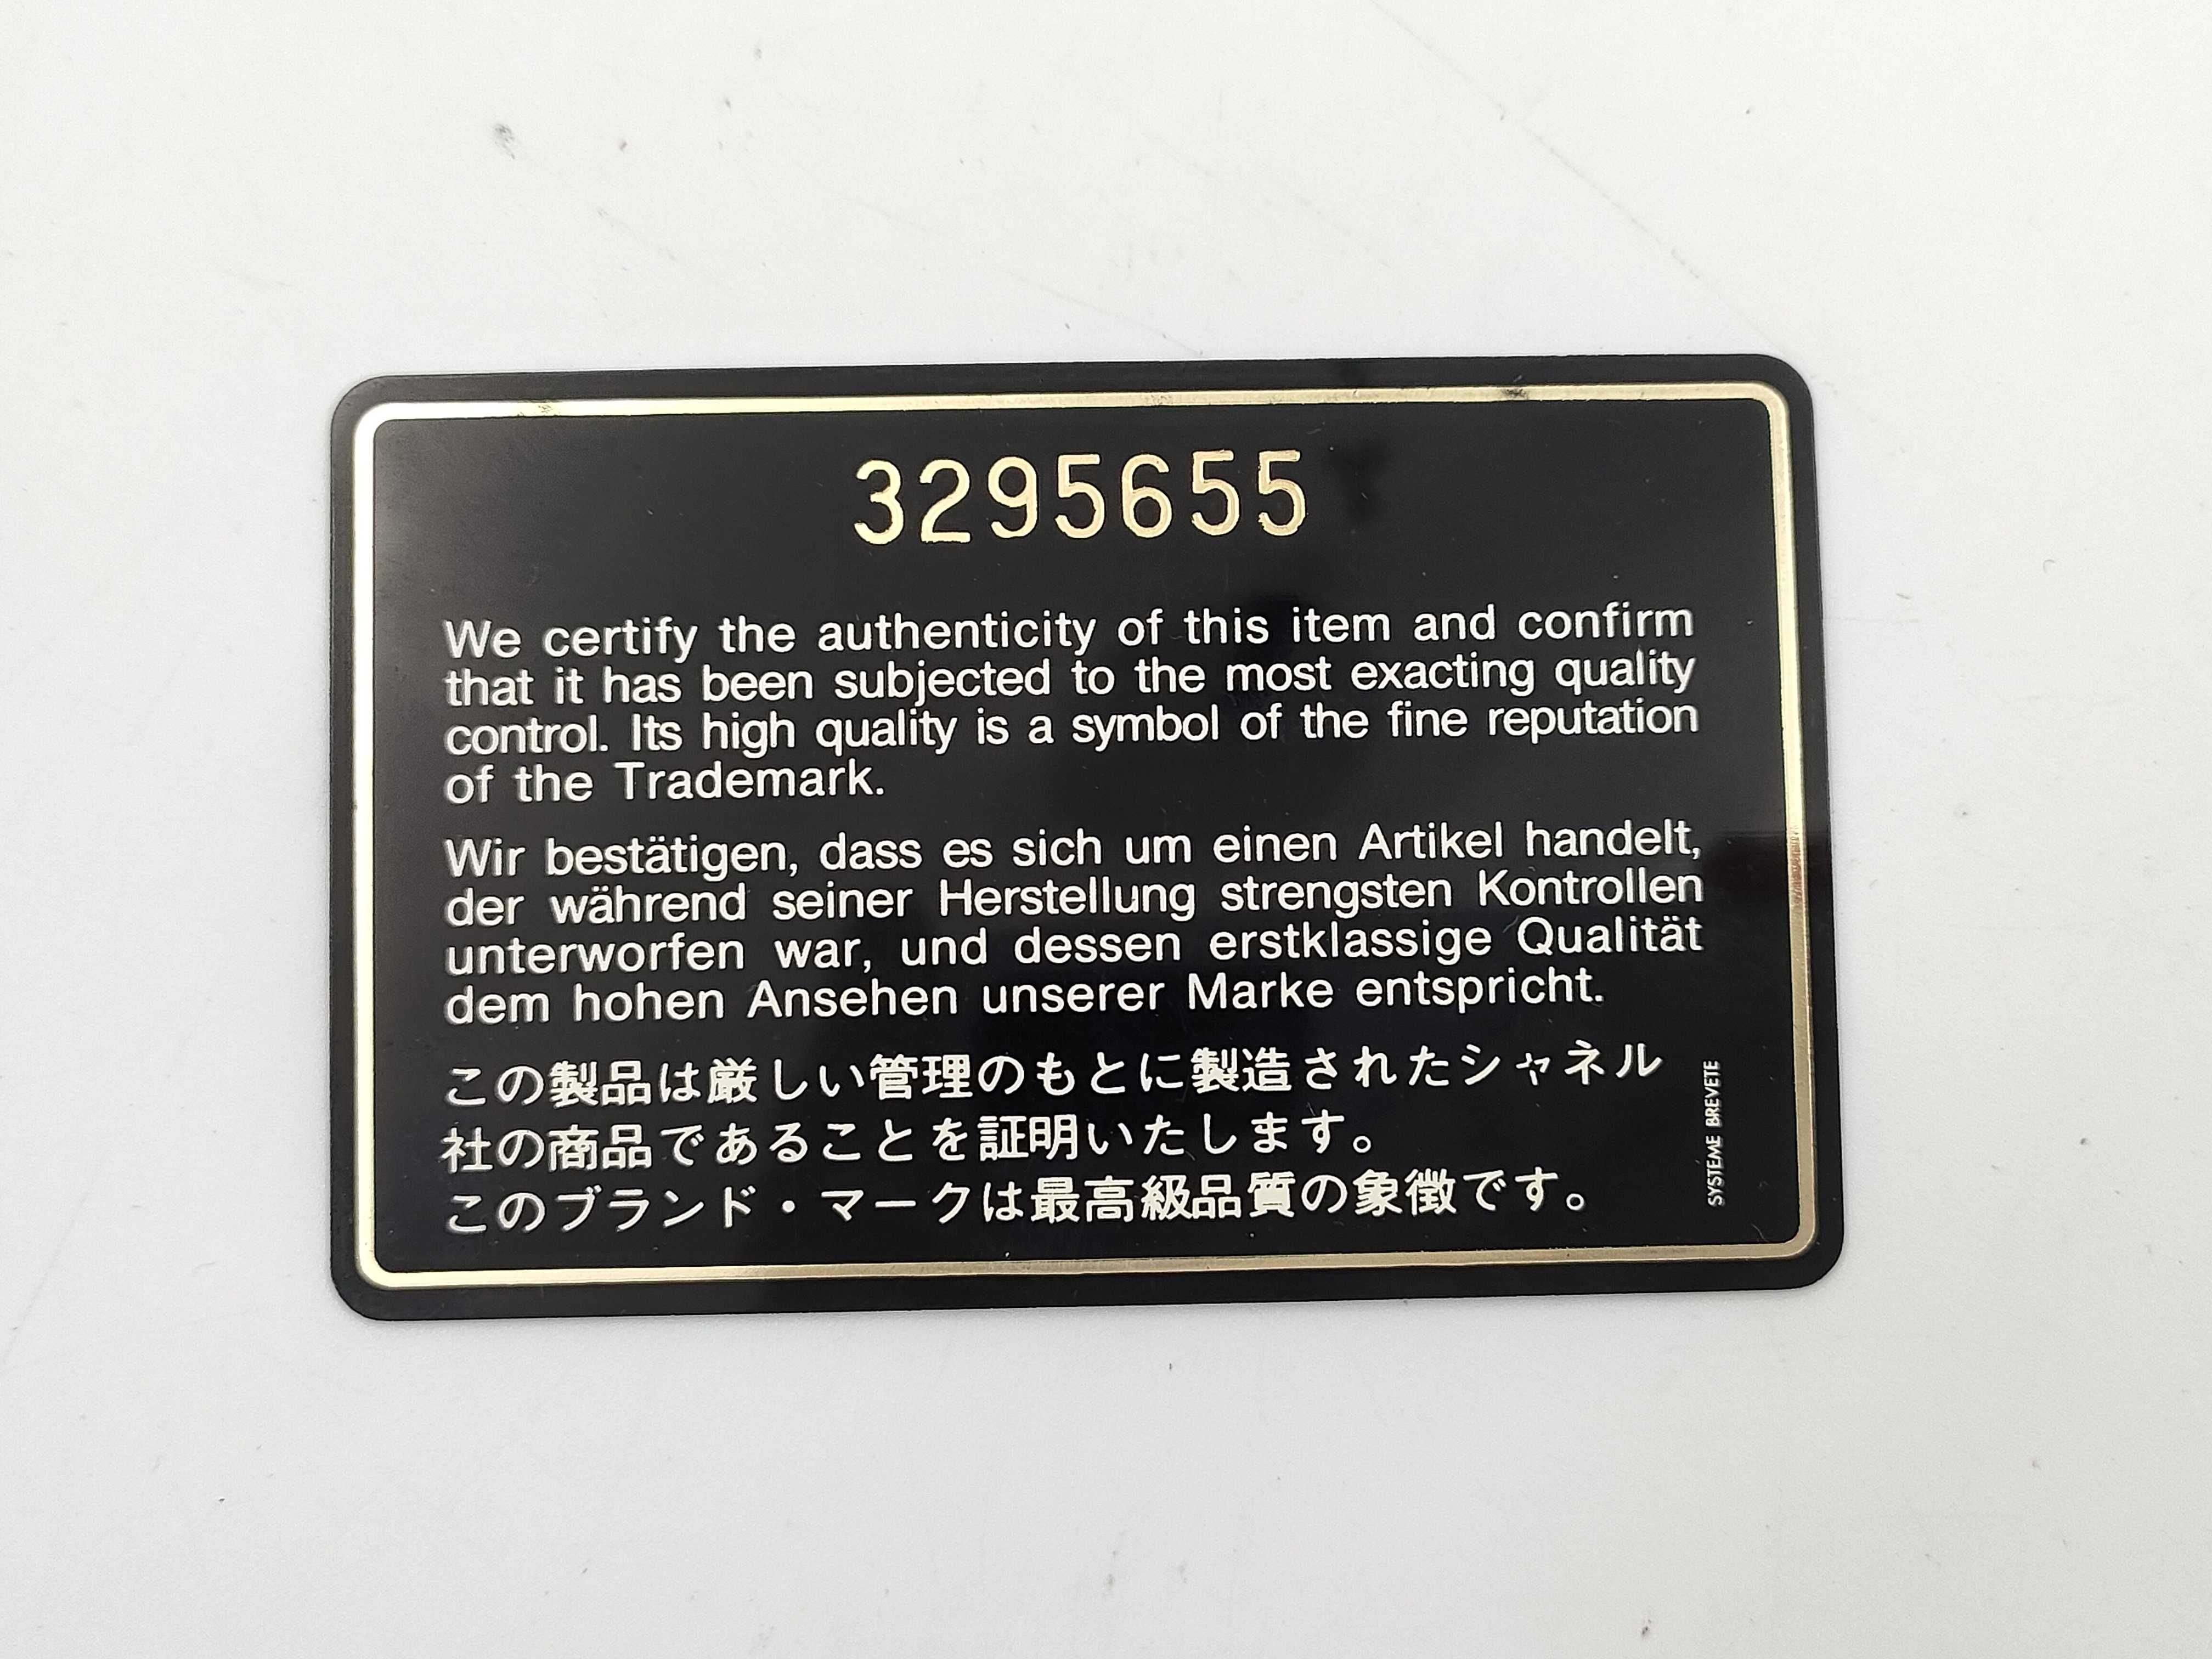 3295655
We certify the authenticity of this item and confirm
that it has been subjected to the most exacting quality
control. Its high quality is a symbol of the fine reputation
of the Trademark.
Wir bestätigen, dass es sich um einen Artikel handelt,
der während seiner Herstellung strengsten Kontrollen
unterworfen war, und dessen erstklassige Qualität
dem hohen Ansehen unserer Marke entspricht.
この製品は厳しい管理のもとに製造されたシャネル
社の商品であることを証明いたします。
このブランド・マークは最高級品質の象徴です。
SYSTEME BREVETE